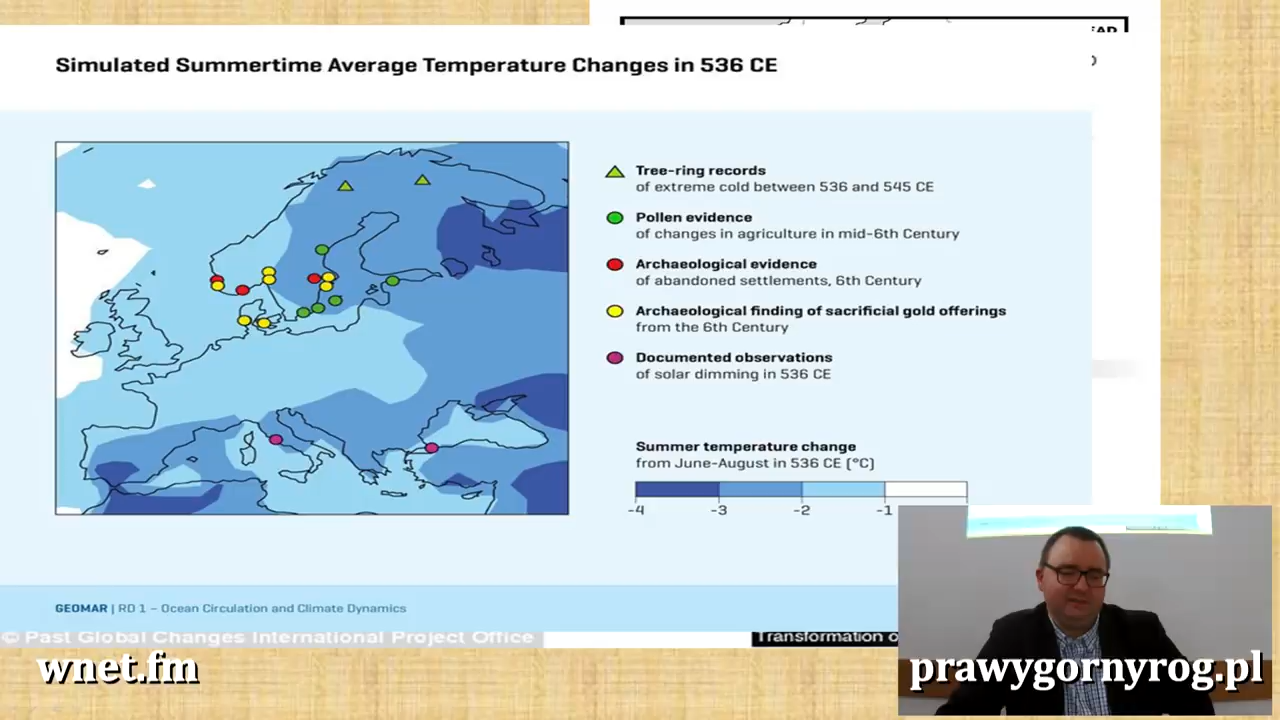 Simulated Summertime Average Temperature Changes in 536 CE
Tree-ring records
of extreme cold between 536 and 545 CE
Pollen evidence
of changes in agriculture in mid-6th Century
Archaeological evidence
of abandoned settlements, 6th Century
Archaeological finding of sacrificial gold offerings
from the 6th Century
Documented observations
of solar dimming in 536 CE
Summer temperature change
from June-August in 536 CE (°C)
-4 -3 -2 -1
GEOMAR | RD 1 – Ocean Circulation and Climate Dynamics
© Past Global Changes International Project Office
Transformation o
wnet.fm
prawygornyrog.pl